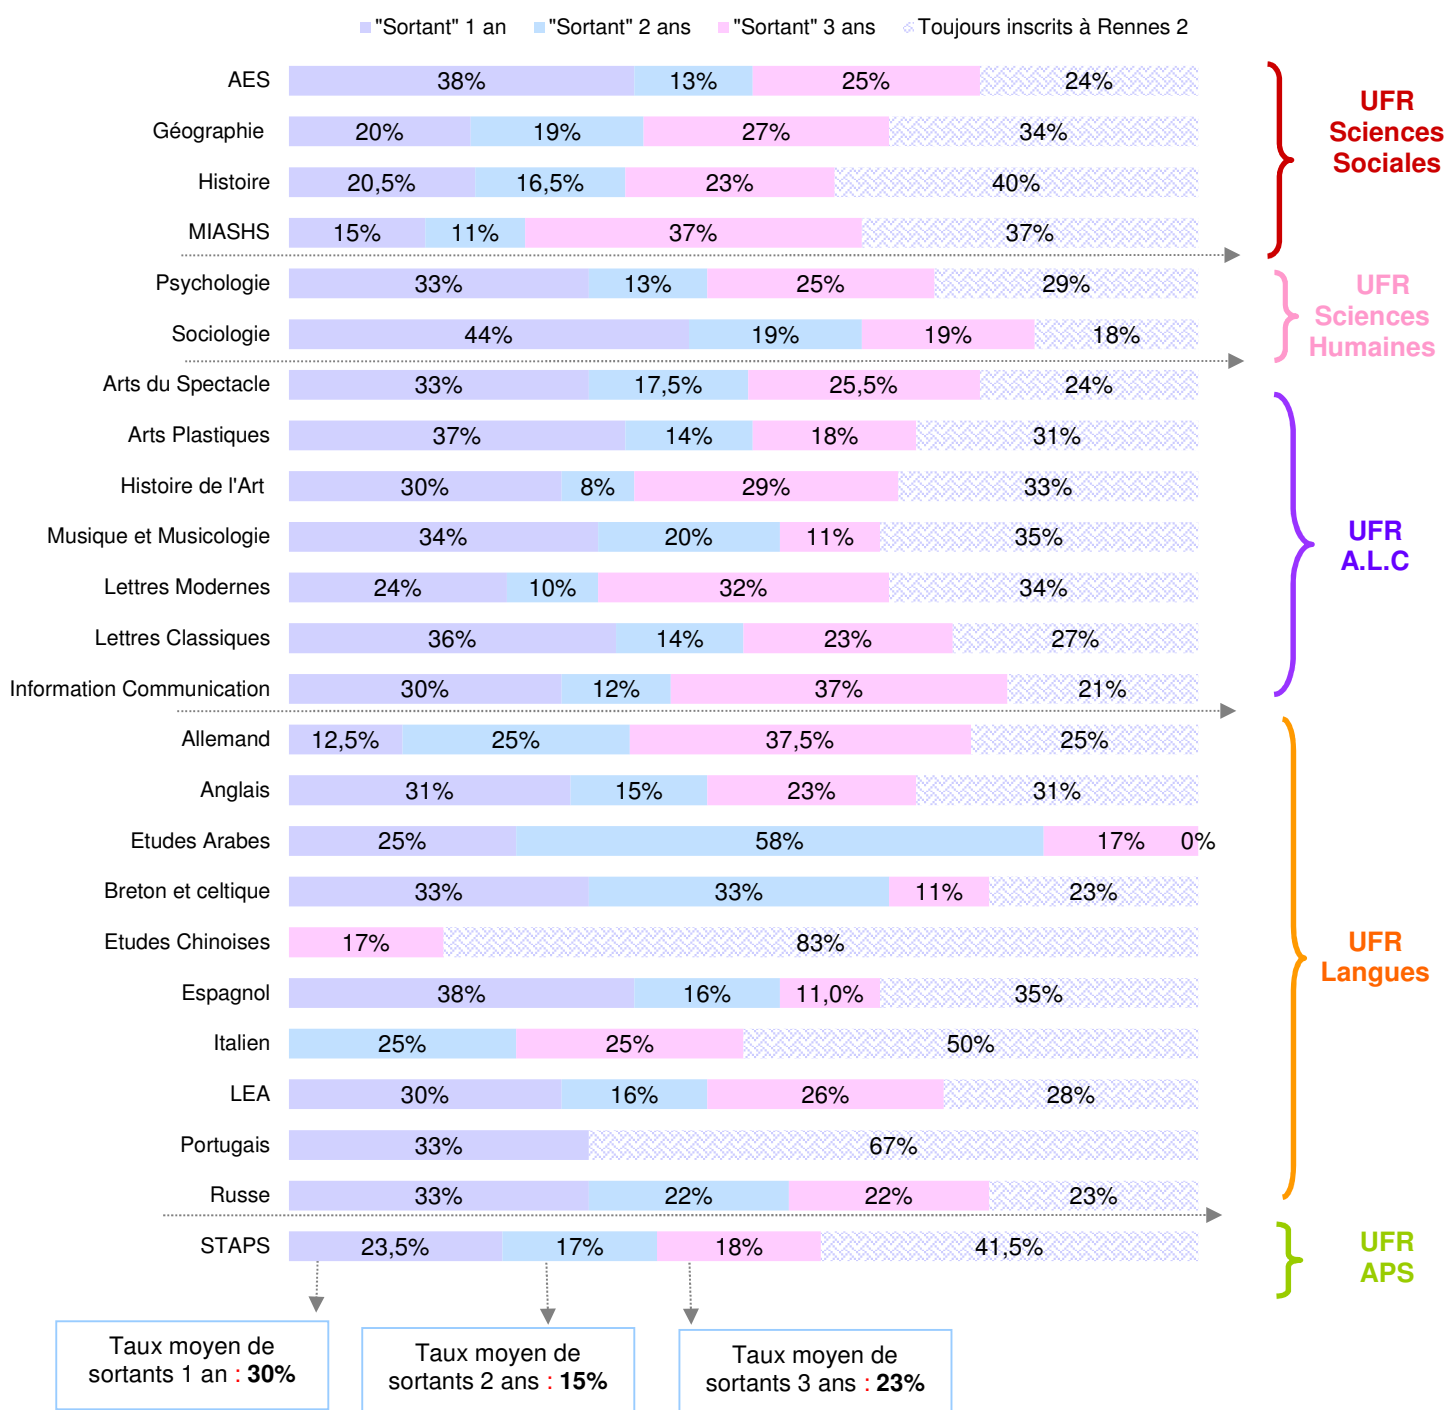 "Sortant" 1 an "Sortant" 2 ans "Sortant" 3 ans Toujours inscrits à Rennes 2
AES 38% 13% 25% 24%
Géographie 20% 19% 27% 34%
Histoire 20,5% 16,5% 23% 40%
MIASHS 15% 11% 37% 37%
UFR
Sciences
Sociales
Psychologie 33% 13% 25% 29%
Sociologie 44% 19% 19% 18%
UFR
Sciences
Humaines
Arts du Spectacle 33% 17,5% 25,5% 24%
Arts Plastiques 37% 14% 18% 31%
Histoire de l'Art 30% 8% 29% 33%
Musique et Musicologie 34% 20% 11% 35%
Lettres Modernes 24% 10% 32% 34%
Lettres Classiques 36% 14% 23% 27%
Information Communication 30% 12% 37% 21%
UFR
A.L.C
Allemand 12,5% 25% 37,5% 25%
Anglais 31% 15% 23% 31%
Etudes Arabes 25% 58% 17% 0%
Breton et celtique 33% 33% 11% 23%
Etudes Chinoises 17% 83%
Espagnol 38% 16% 11,0% 35%
Italien 25% 25% 50%
LEA 30% 16% 26% 28%
Portugais 33% 67%
Russe 33% 22% 22% 23%
UFR
Langues
STAPS 23,5% 17% 18% 41,5%
UFR
APS
Taux moyen de
sortants 1 an : 30%
Taux moyen de
sortants 2 ans : 15%
Taux moyen de
sortants 3 ans : 23%